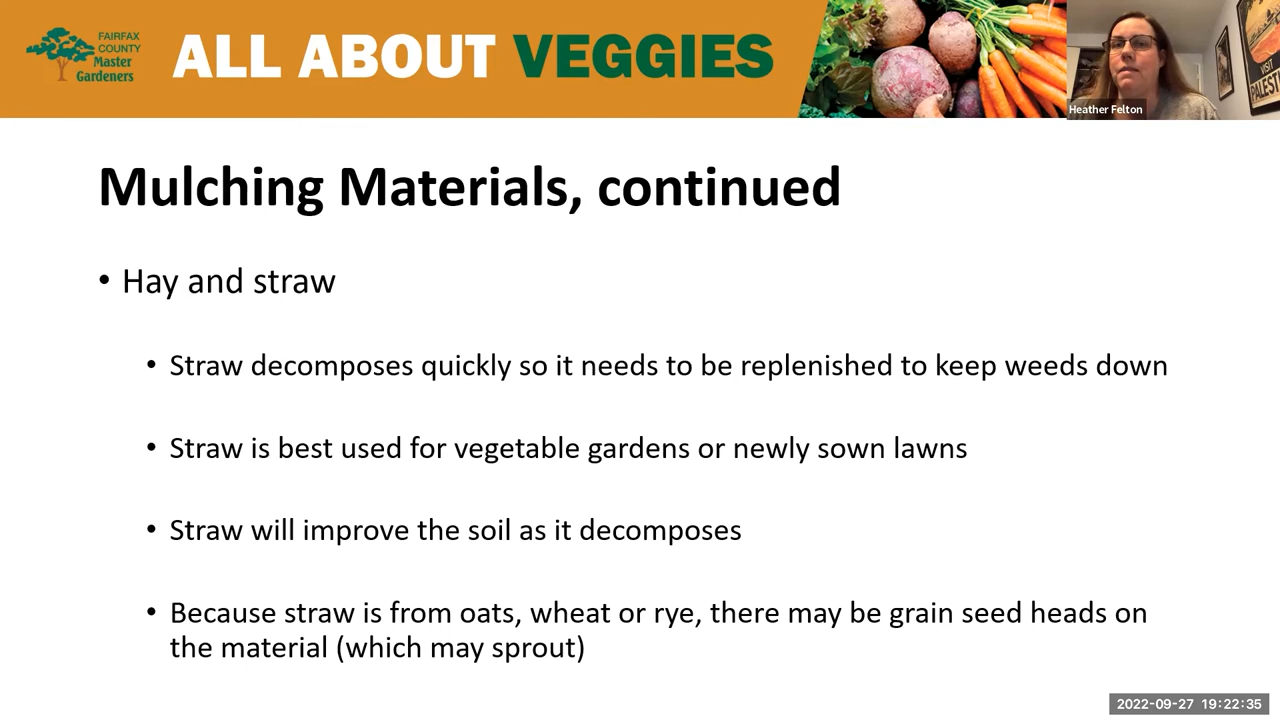 FAIRFAX
COUNTY
Master
Gardeners
ALL ABOUT VEGGIES
VISIT
PALEST
Heather Felton
Mulching Materials, continued
• Hay and straw
• Straw decomposes quickly so it needs to be replenished to keep weeds down
• Straw is best used for vegetable gardens or newly sown lawns
• Straw will improve the soil as it decomposes
• Because straw is from oats, wheat or rye, there may be grain seed heads on
the material (which may sprout)
2022-09-27 19:22:35